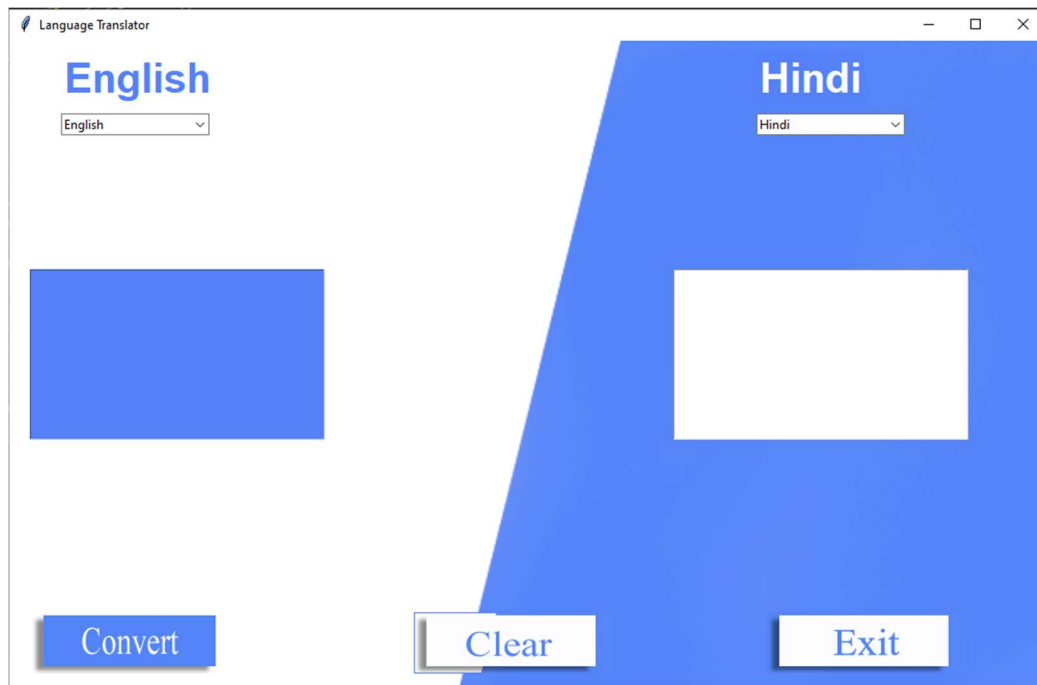 Language Translator
English
Hindi
English
Hindi
Convert
Clear
Exit